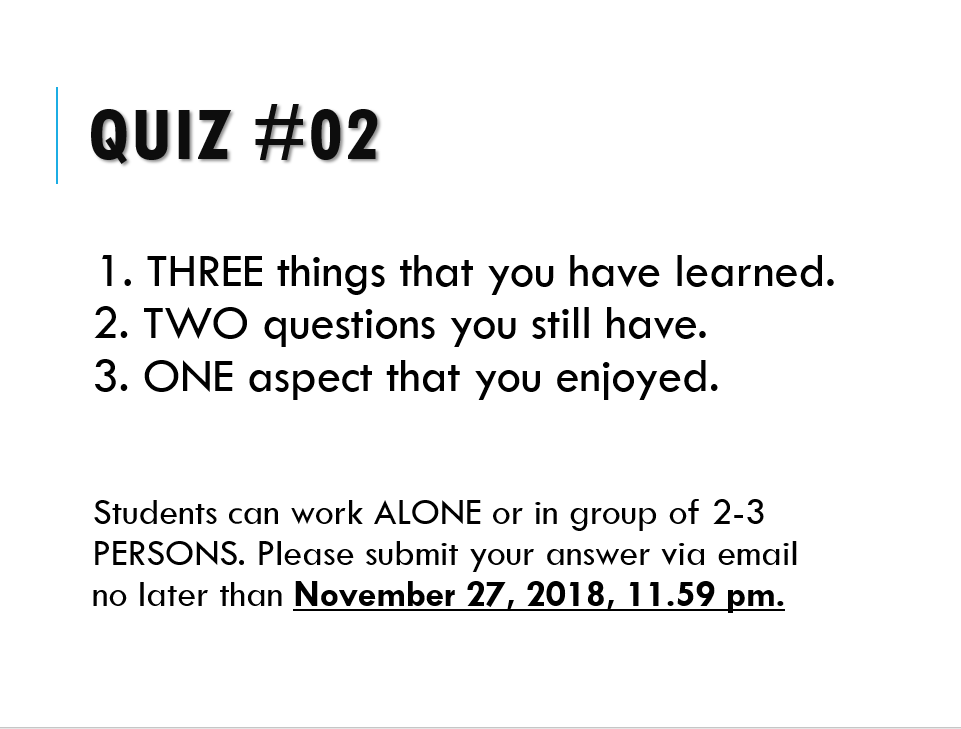 QUIZ #02
1. THREE things that you have learned.
2. TWO questions you still have.
3. ONE aspect that you enjoyed.
Students can work ALONE or in group of 2-3
PERSONS. Please submit your answer via email
no later than November 27, 2018, 11.59 pm.